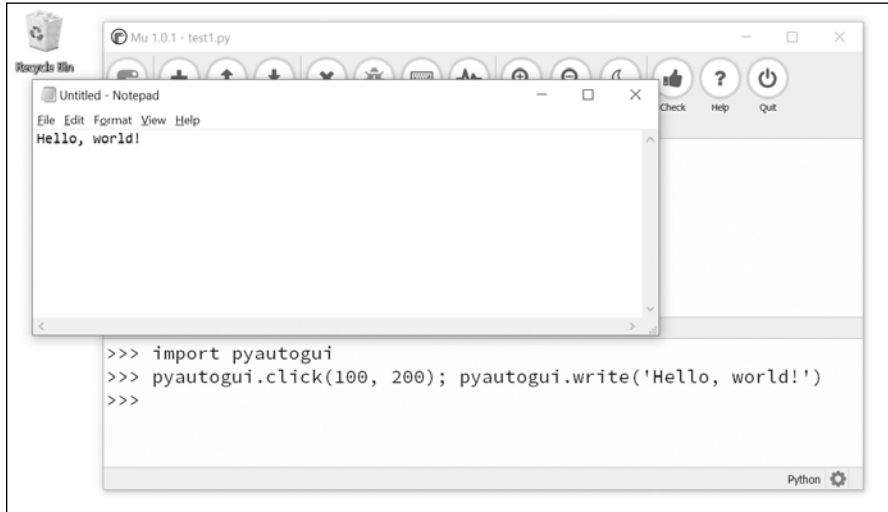 Mu 1.0.1 - test1.py
Recycle Bin
Check Help Quit
Untitled - Notepad
File Edit Format View Help
Hello, world!
>>> import pyautogui
>>> pyautogui.click(100, 200); pyautogui.write('Hello, world!')
>>>
Python